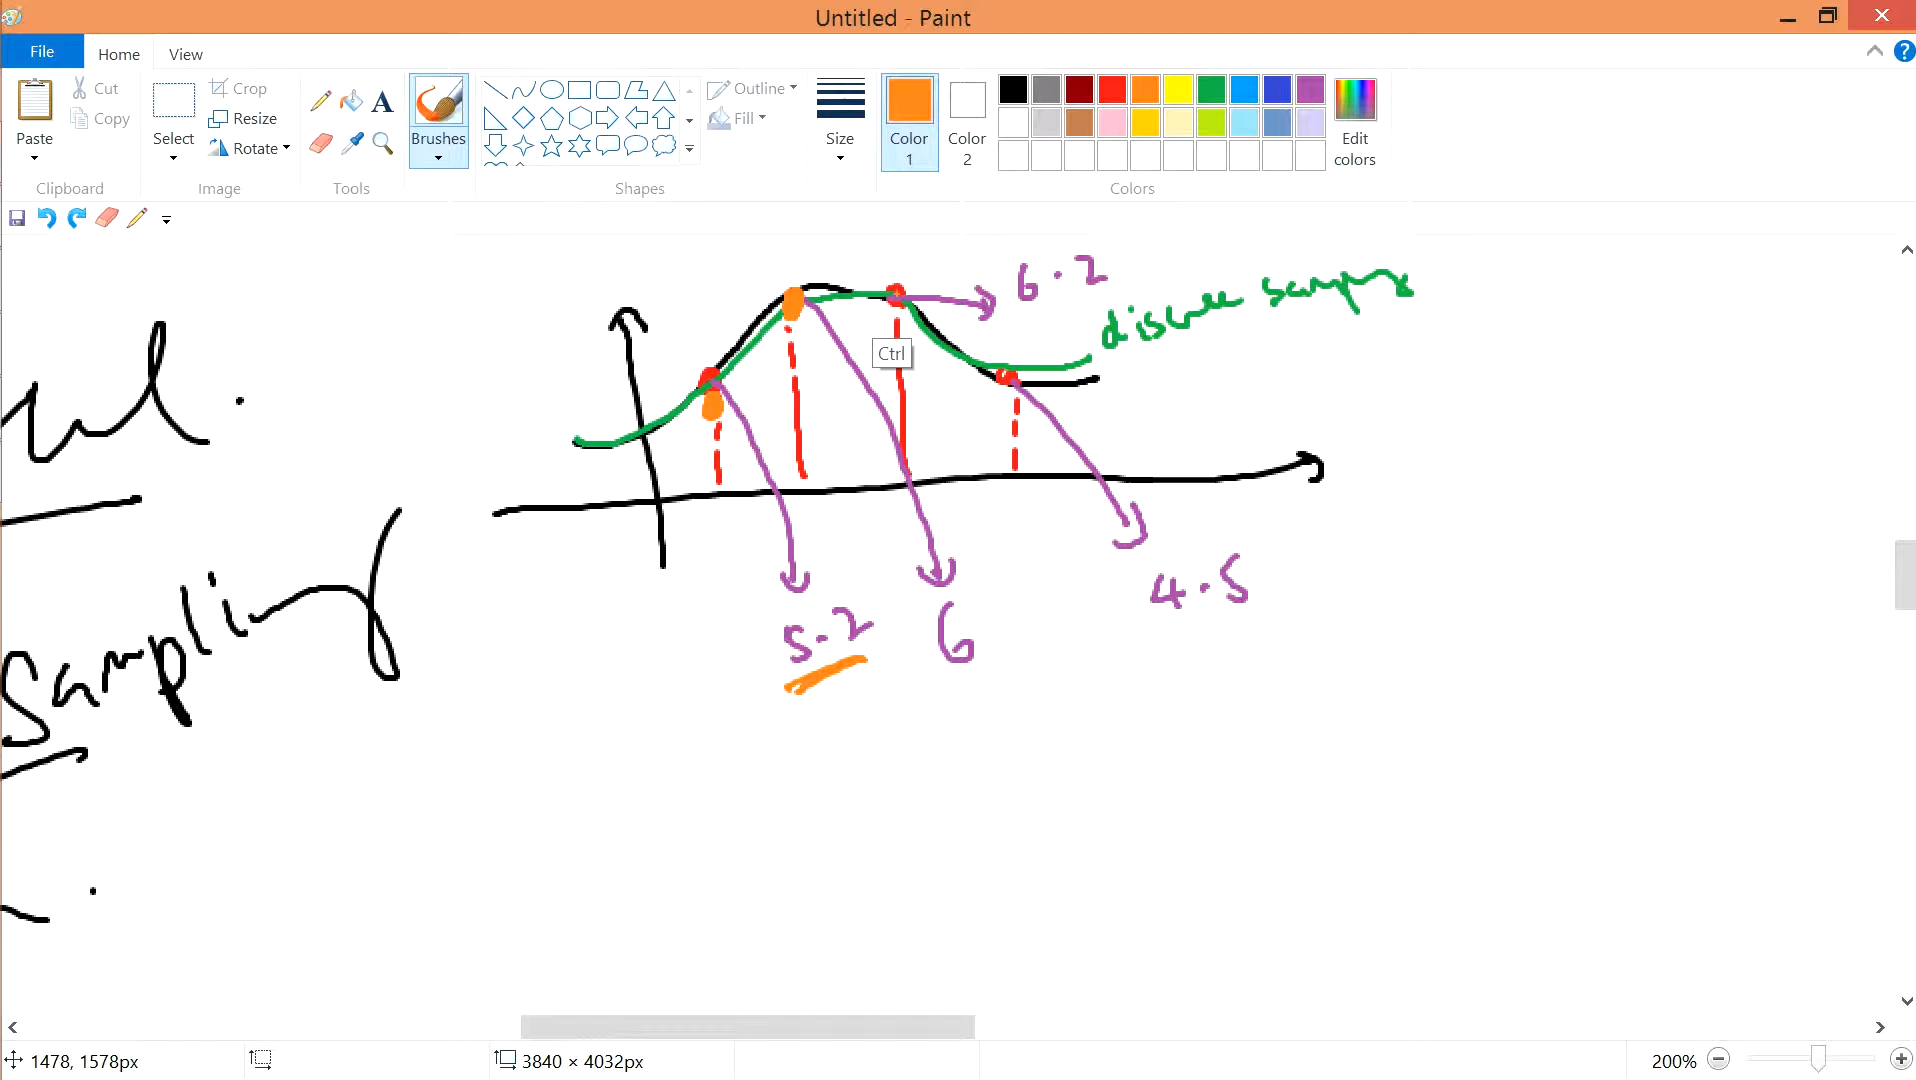 Untitled - Paint
File
Home
View
Cut
Copy
Paste
Clipboard
Crop
Resize
Rotate
Select
Image
Tools
Brushes
Shapes
Outline
Fill
Size
Color 1
Color 2
Edit colors
Colors
6.2
discrete sampling
Ctrl
4.5
5.2
6
Sampling
1478, 1578px
3840 × 4032px
200%